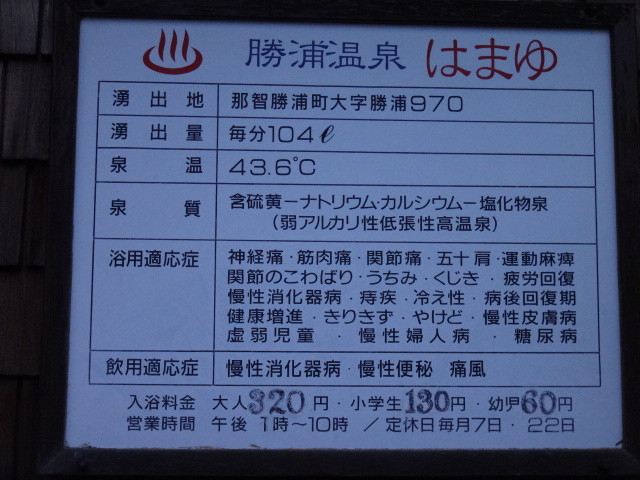 勝浦温泉 はまゆ
湧出地 那智勝浦町大字勝浦970
湧出量 毎分104ℓ
泉温 43.6℃
泉質 含硫黄ーナトリウム・カルシウムー塩化物泉
(弱アルカリ性低張性高温泉)
浴用適応症 神経痛・筋肉痛・関節痛・五十肩・運動麻痺
関節のこわばり・うちみ・くじき・疲労回復
慢性消化器病・痔疾・冷え性・病後回復期
健康増進・きりきず・やけど・慢性皮膚病
虚弱児童・慢性婦人病・糖尿病
飲用適応症 慢性消化器病・慢性便秘 痛風
入浴料金 大人320円・小学生130円・幼児60円
営業時間 午後1時〜10時 / 定休日毎月7日・22日